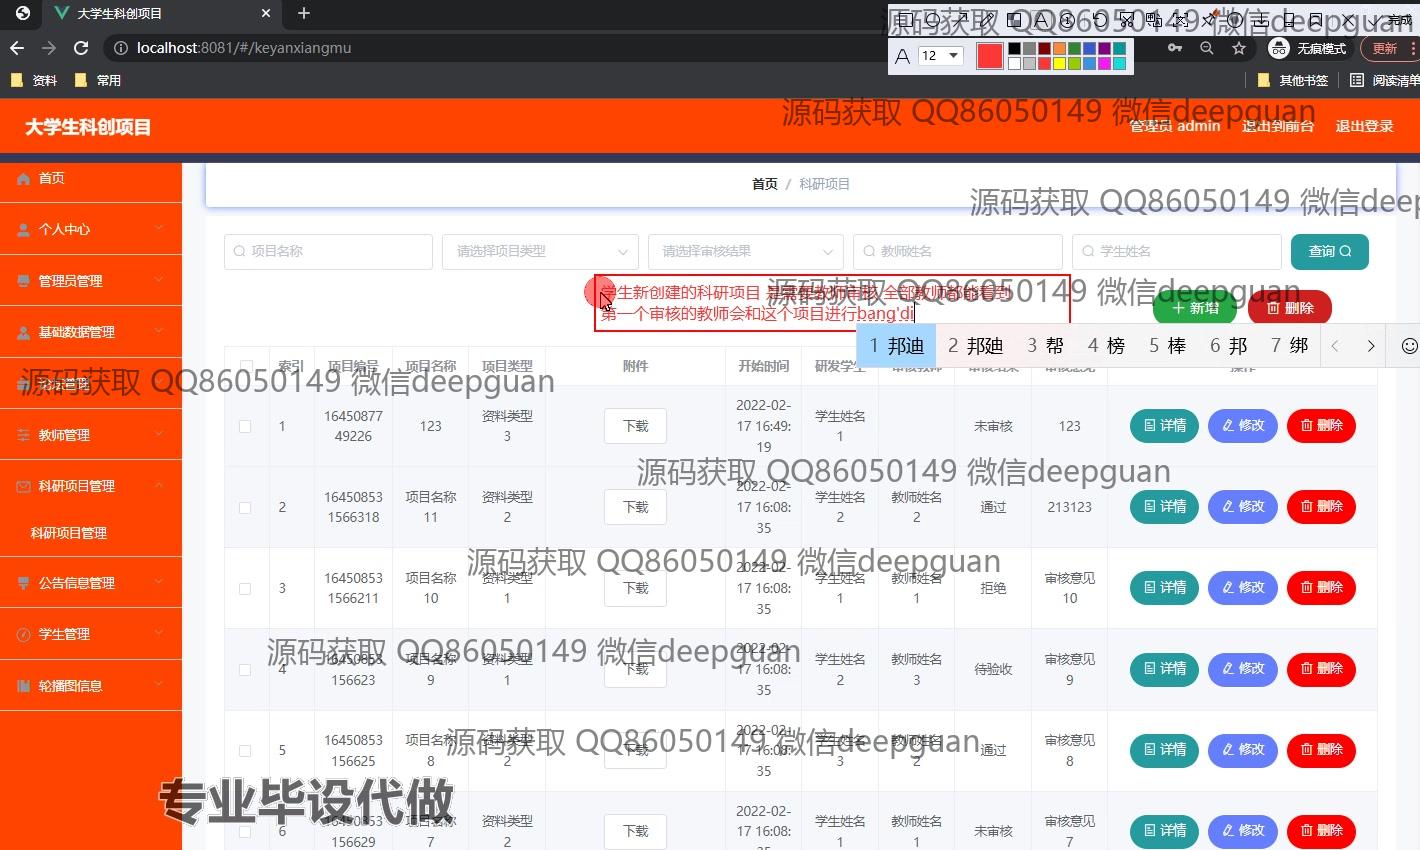 大学生科创项目
localhost:8081/#/keyanxiangmu
无痕模式
更新
完成
A 12
资料
常用
其他书签
阅读清单
大学生科创项目
管理员 admin
退出到前台
退出登录
源码获取 QQ86050149 微信deepguan
源码获取 QQ86050149 微信deepguan
首页
个人中心
管理员管理
基础数据管理
论坛管理
教师管理
科研项目管理
科研项目管理
公告信息管理
学生管理
轮播图信息
首页 / 科研项目
源码获取 QQ86050149 微信deep
项目名称
请选择项目类型
请选择审核结果
教师姓名
学生姓名
查询
学生新创建的科研项目 是需要教师审核 全部教师都能看到
第一个审核的教师会和这个项目进行bang'di
源码获取 QQ86050149 微信deepguan
新增
删除
1 邦迪 2 邦廸 3 帮 4 榜 5 棒 6 邦 7 绑
索引 项目编号 项目名称 项目类型 附件 开始时间 研发学生 审核教师 审核结果 审核意见 操作
源码获取 QQ86050149 微信deepguan
1 16450877 49226 123 资料类型 3 下载 2022-02-17 16:49:19 学生姓名 1 未审核 123 详情 修改 删除
源码获取 QQ86050149 微信deepguan
2 16450853 1566318 项目名称 11 资料类型 2 下载 2022-02-17 16:08:35 学生姓名 2 教师姓名 2 通过 213123 详情 修改 删除
源码获取 QQ86050149 微信deepguan
3 16450853 1566211 项目名称 10 资料类型 1 下载 2022-02-17 16:08:35 学生姓名 1 教师姓名 1 拒绝 审核意见 10 详情 修改 删除
源码获取 QQ86050149 微信deepguan
4 16450853 156623 项目名称 9 资料类型 1 下载 2022-02-17 16:08:35 学生姓名 2 教师姓名 3 待验收 审核意见 9 详情 修改 删除
源码获取 QQ86050149 微信deepguan
5 16450853 156625 项目名称 8 资料类型 2 下载 2022-02-17 16:08:35 学生姓名 3 教师姓名 2 通过 审核意见 8 详情 修改 删除
专业毕设代做
6 16450853 156629 项目名称 7 资料类型 2 下载 2022-02-17 16:08: 学生姓名 1 教师姓名 1 未审核 审核意见 7 详情 修改 删除